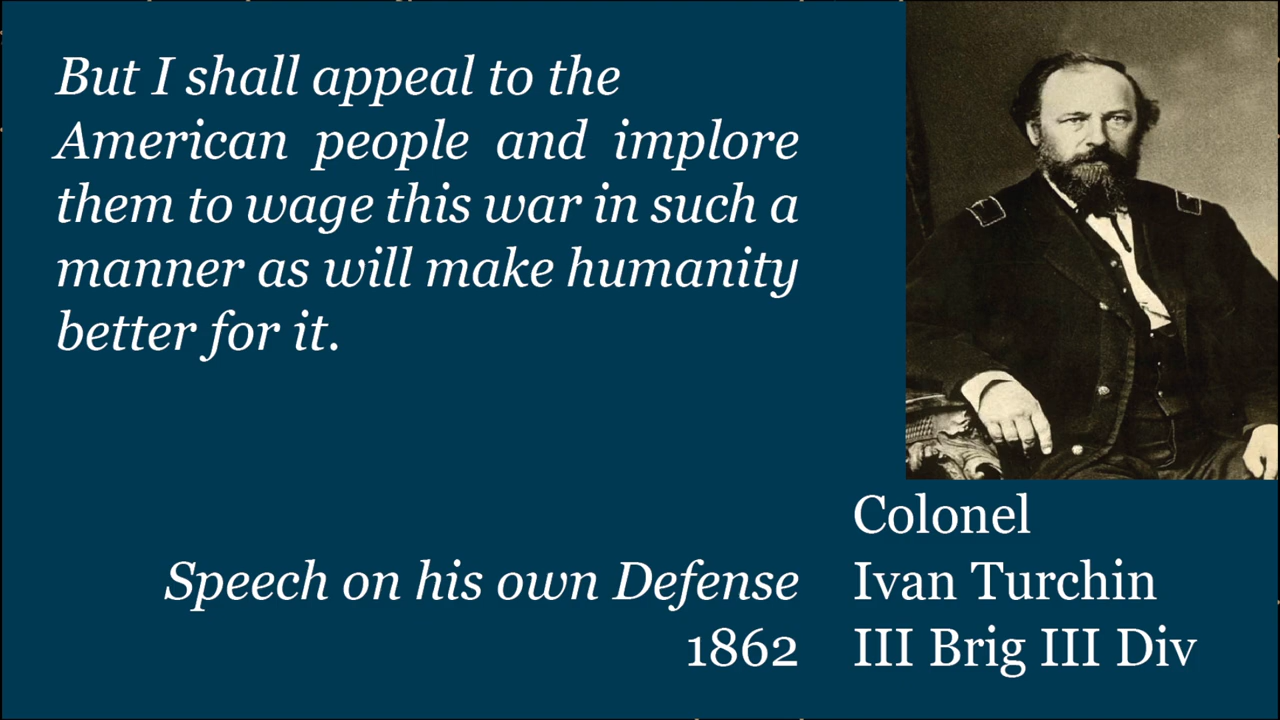 But I shall appeal to the
American people and implore
them to wage this war in such a
manner as will make humanity
better for it.
Speech on his own Defense
1862
Colonel
Ivan Turchin
III Brig III Div